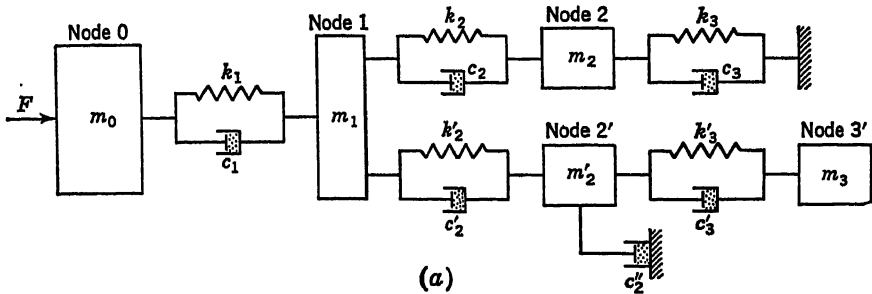 Node 0
Node 1
Node 2
k₂
k₃
c₂
c₃
m₂
k₁
F
m₀
m₁
c₁
Node 2'
Node 3'
k'₂
k'₃
m'₂
m₃
c'₂
c'₃
c''₂
(a)